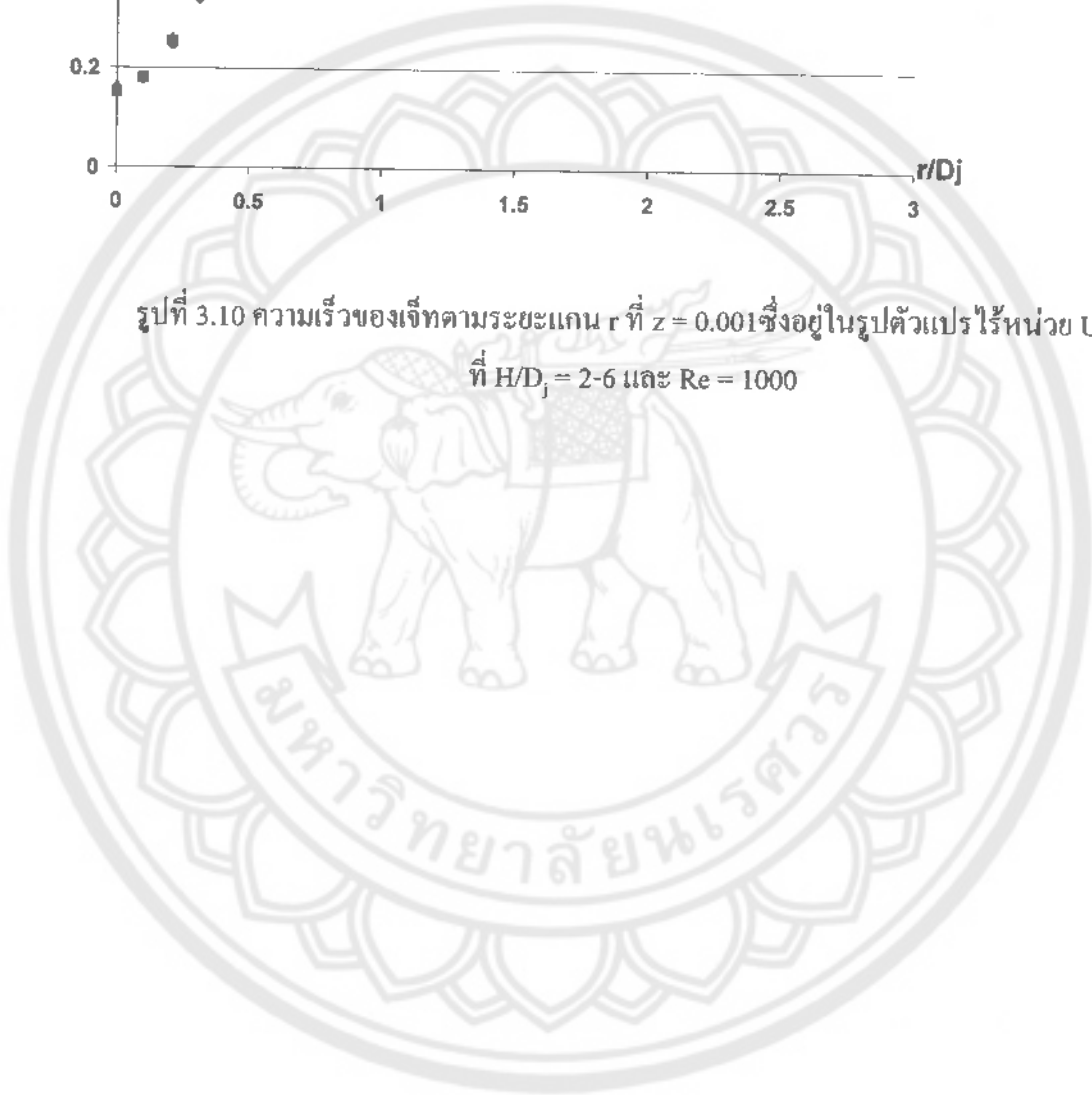 0.2
0
r/Dj
0 0.5 1 1.5 2 2.5 3
รูปที่ 3.10 ความเร็วของเจ็ทตามระยะแกน r ที่ z = 0.001ซึ่งอยู่ในรูปตัวแปรไร้หน่วย U
ที่ H/Dj = 2-6 และ Re = 1000
มหาวิทยาลัยนเรศวร